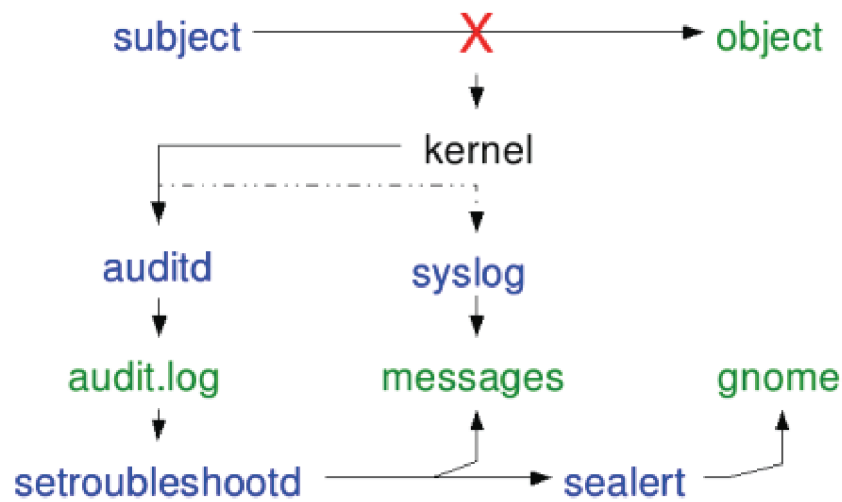 subject X object
kernel
auditd syslog
audit.log messages gnome
setroubleshootd sealert